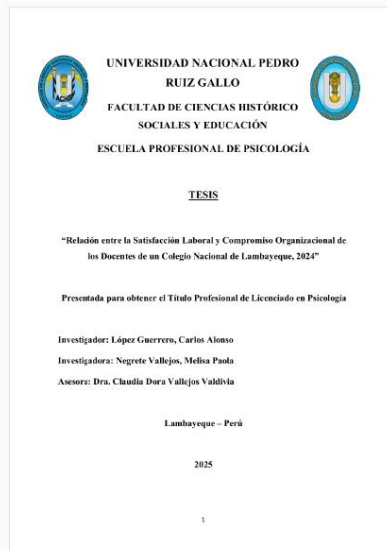 UNIVERSIDAD NACIONAL PEDRO
RUIZ GALLO
FACULTAD DE CIENCIAS HISTÓRICO
SOCIALES Y EDUCACIÓN
ESCUELA PROFESIONAL DE PSICOLOGÍA
TESIS
“Relación entre la Satisfacción Laboral y Compromiso Organizacional de
los Docentes de un Colegio Nacional de Lambayeque, 2024”
Presentada para obtener el Título Profesional de Licenciado en Psicología
Investigador: López Guerrero, Carlos Alonso
Investigadora: Negrete Vallejos, Melisa Paola
Asesora: Dra. Claudia Dora Vallejos Valdivia
Lambayeque – Perú
2025
1